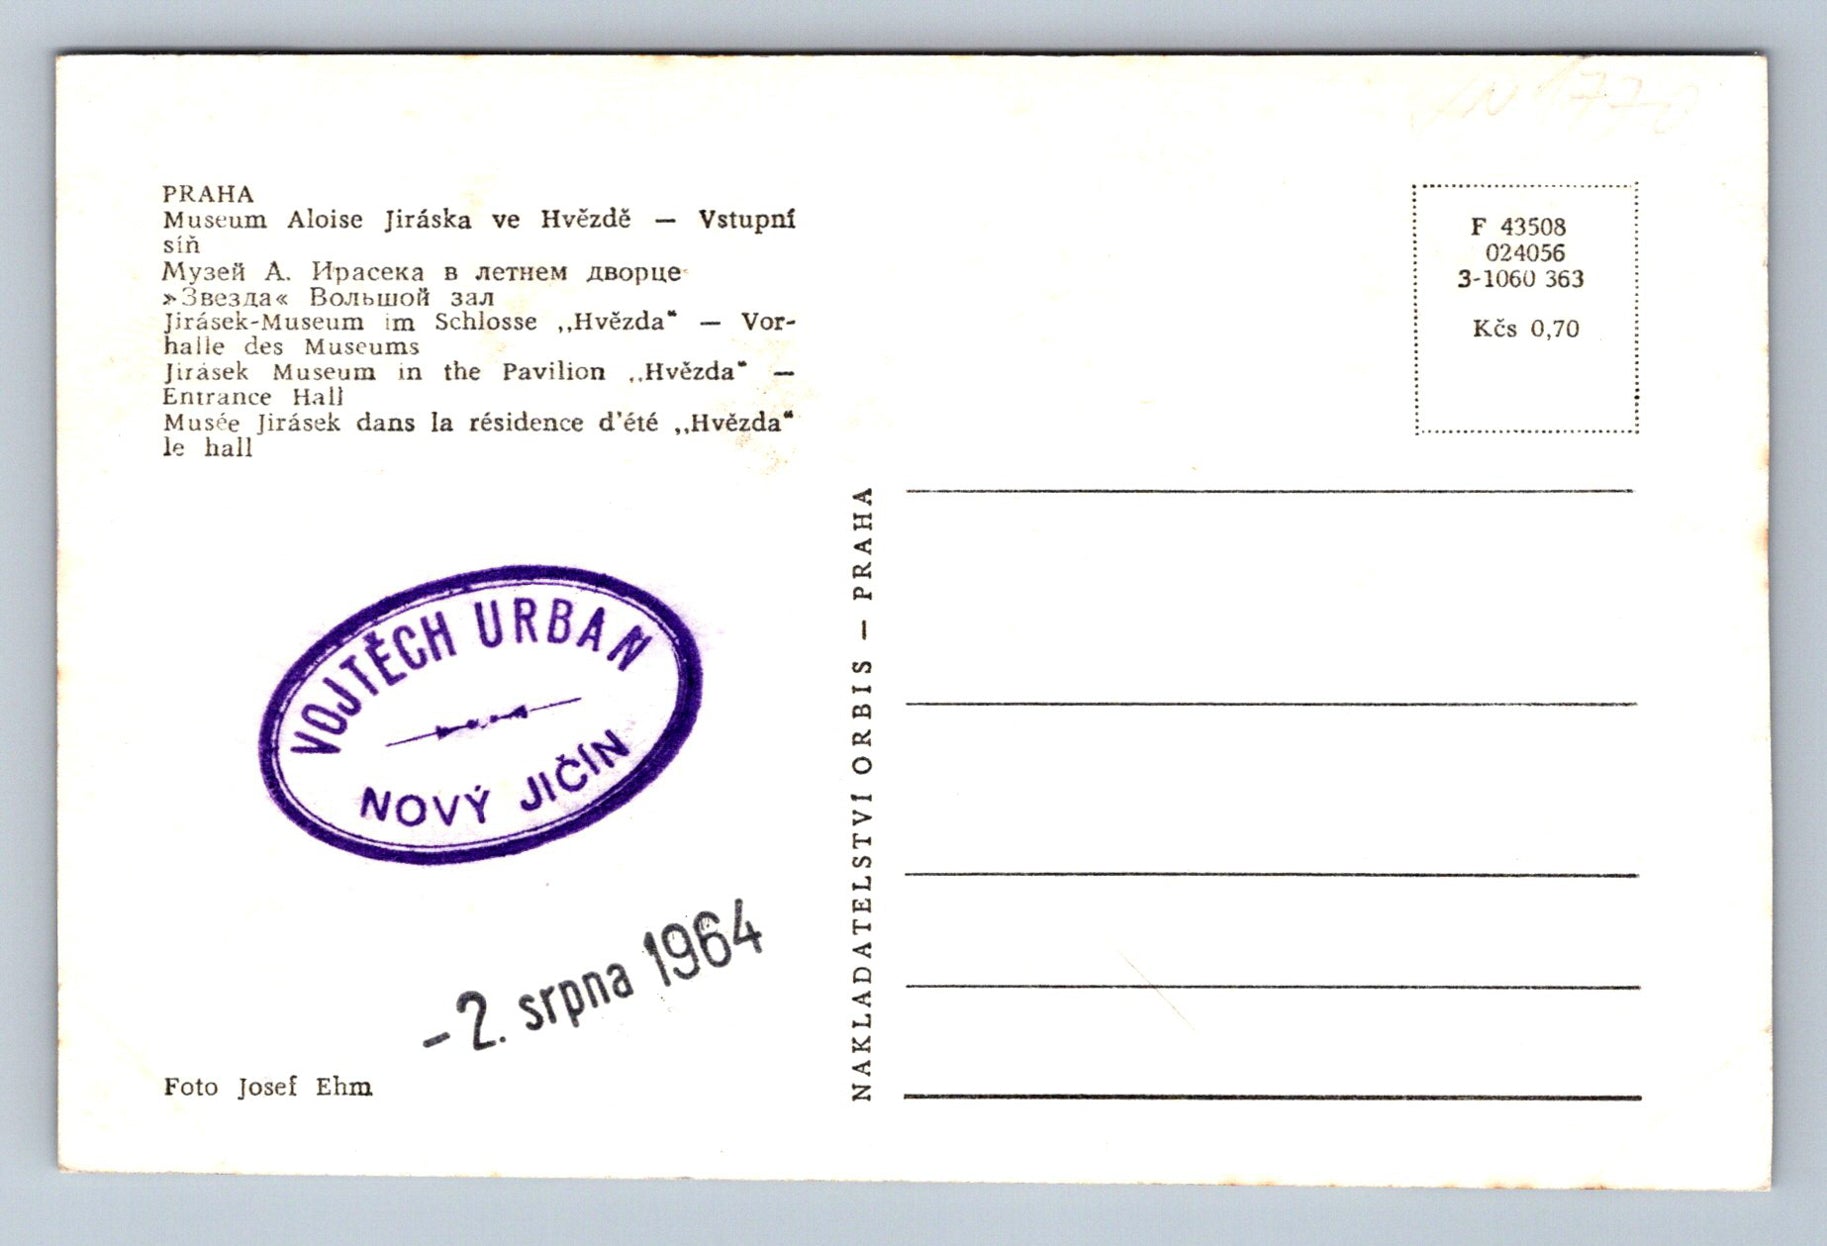 PRAHA
Museum Aloise Jiráska ve Hvězdě — Vstupní
síň
Музей А. Ирасека в летнем дворце
»Звезда« Вольшой зал
Jirásek-Museum im Schlosse ,,Hvězda“ — Vor-
halle des Museums
Jirásek Museum in the Pavilion ,,Hvězda“ —
Entrance Hall
Musée Jirásek dans la résidence d'été ,,Hvězda“
le hall
VOJTĚCH URBAN
NOVÝ JIČÍN
- 2. srpna 1964
Foto Josef Ehm
NAKLADATELSTVI ORBIS — PRAHA
F 43508
024056
3-1060 363
Kčs 0,70